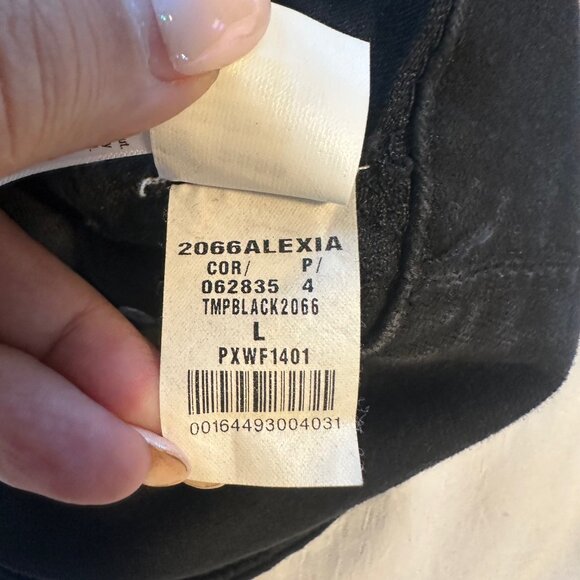 2066ALEXIA
COR/ P/
062835 4
TMPBLACK2066
L
PXWF1401
00164493004031